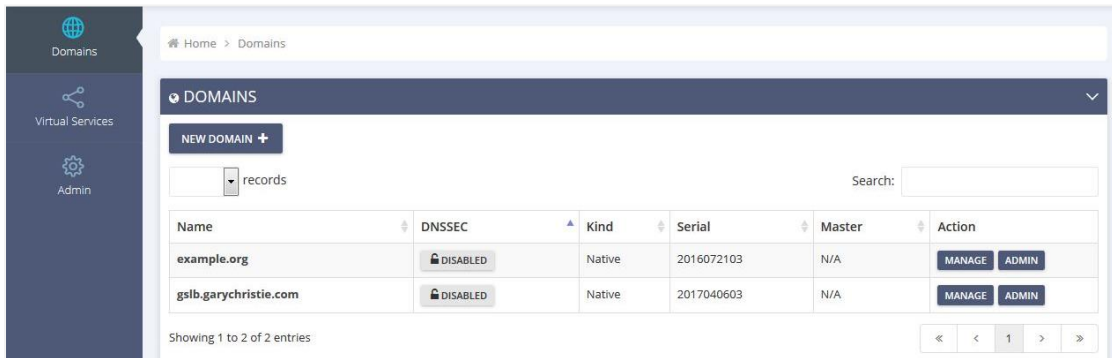 Domains
Virtual Services
Admin
Home > Domains
DOMAINS
NEW DOMAIN +
records Search:
Name DNSSEC Kind Serial Master Action
example.org DISABLED Native 2016072103 N/A MANAGE ADMIN
gslb.garychristie.com DISABLED Native 2017040603 N/A MANAGE ADMIN
Showing 1 to 2 of 2 entries « < 1 > »